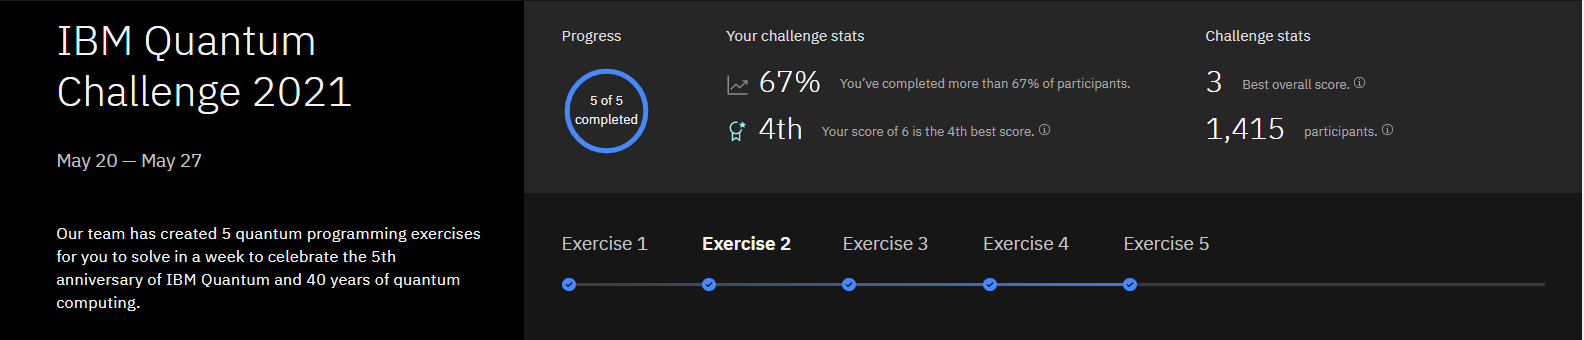 IBM Quantum
Challenge 2021
May 20 — May 27
Our team has created 5 quantum programming exercises
for you to solve in a week to celebrate the 5th
anniversary of IBM Quantum and 40 years of quantum
computing.
Progress
5 of 5
completed
Your challenge stats
67% You’ve completed more than 67% of participants.
4th Your score of 6 is the 4th best score.
Challenge stats
3 Best overall score.
1,415 participants.
Exercise 1 Exercise 2 Exercise 3 Exercise 4 Exercise 5